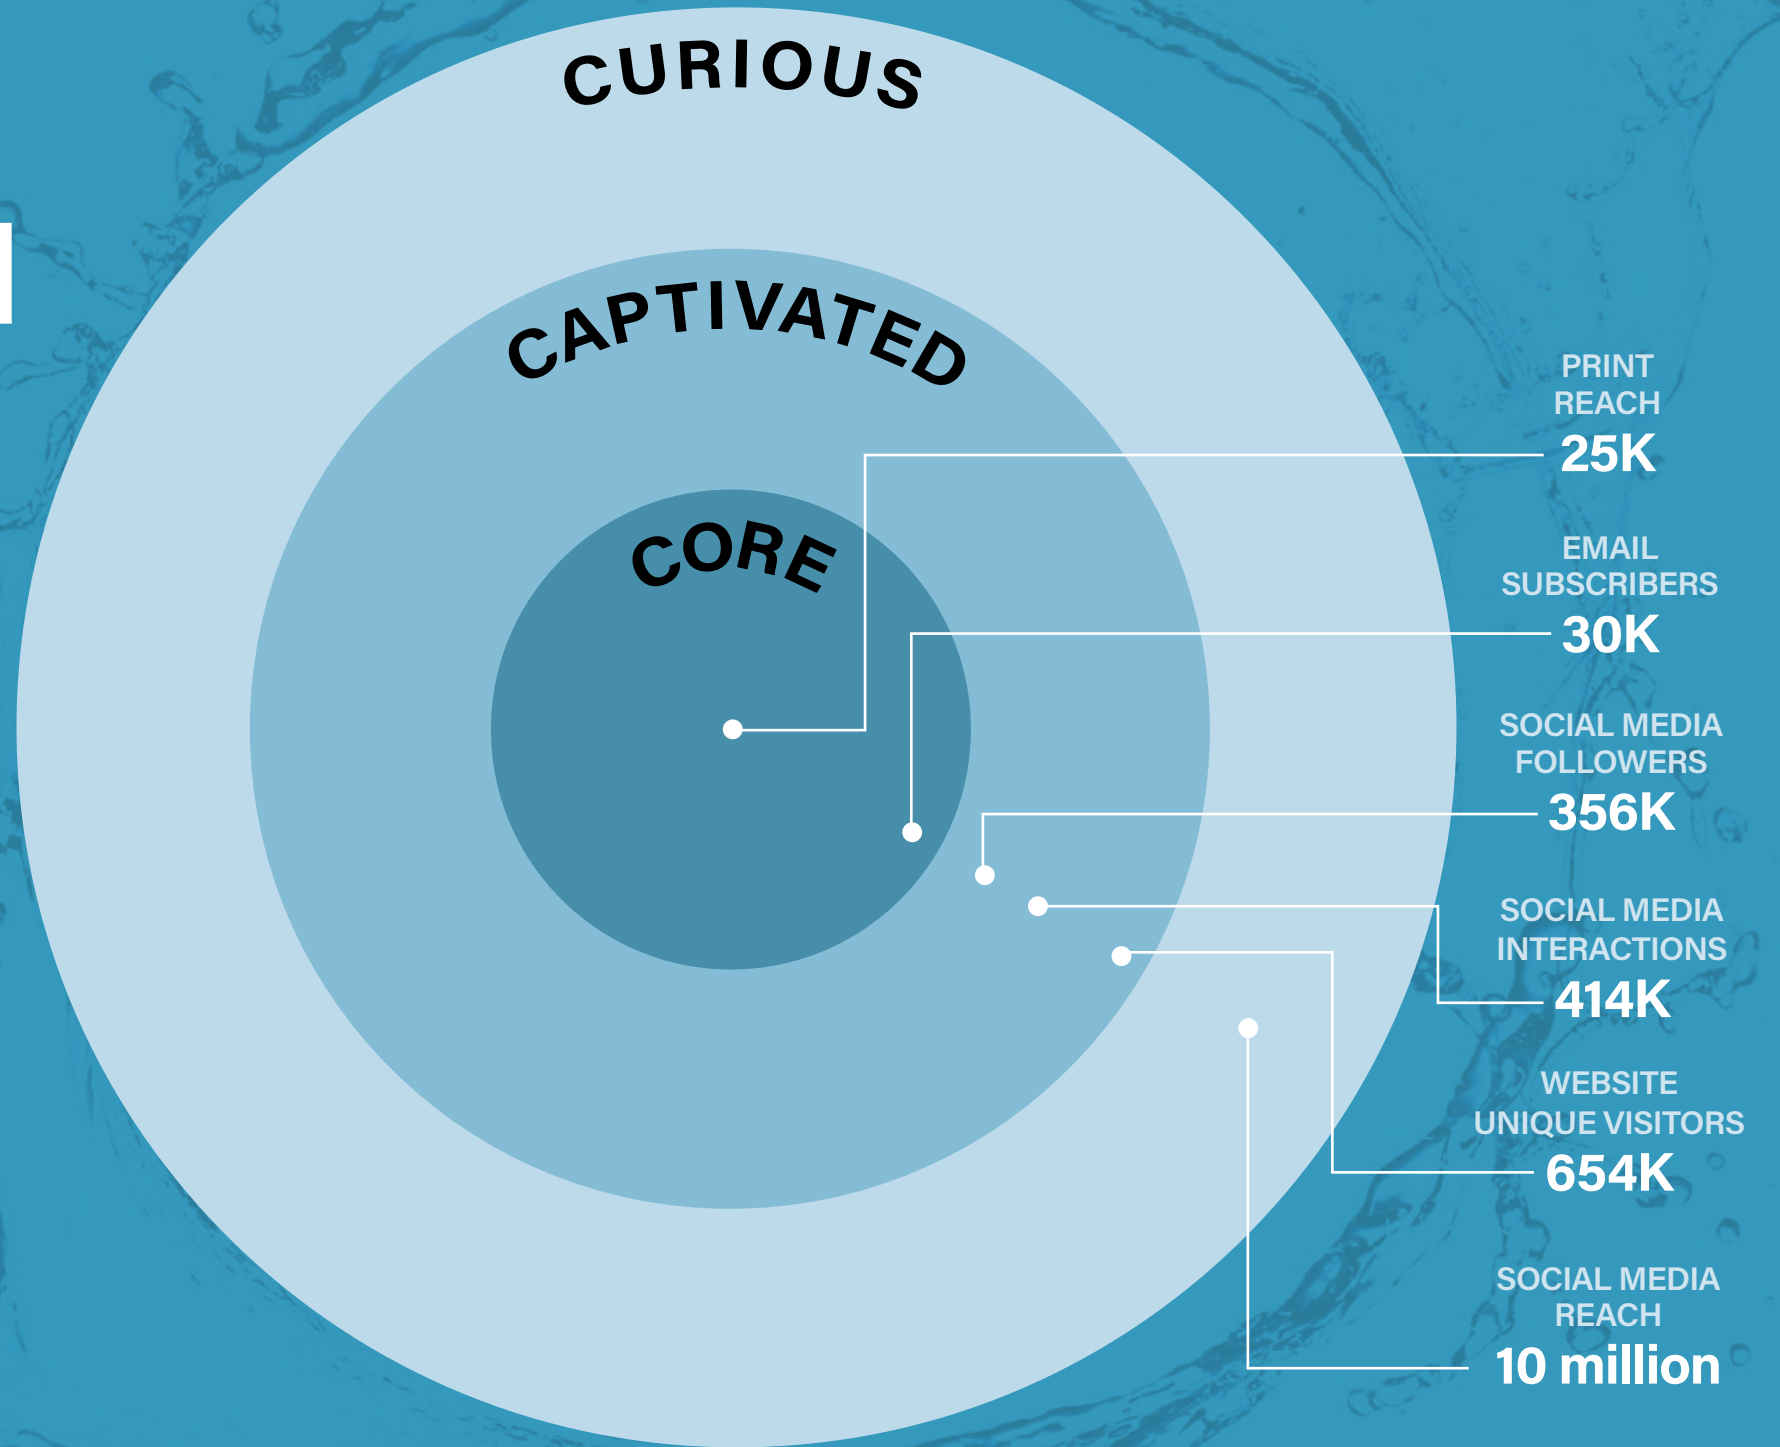 CURIOUS
CAPTIVATED
CORE
PRINT
REACH
25K
EMAIL
SUBSCRIBERS
30K
SOCIAL MEDIA
FOLLOWERS
356K
SOCIAL MEDIA
INTERACTIONS
414K
WEBSITE
UNIQUE VISITORS
654K
SOCIAL MEDIA
REACH
10 million